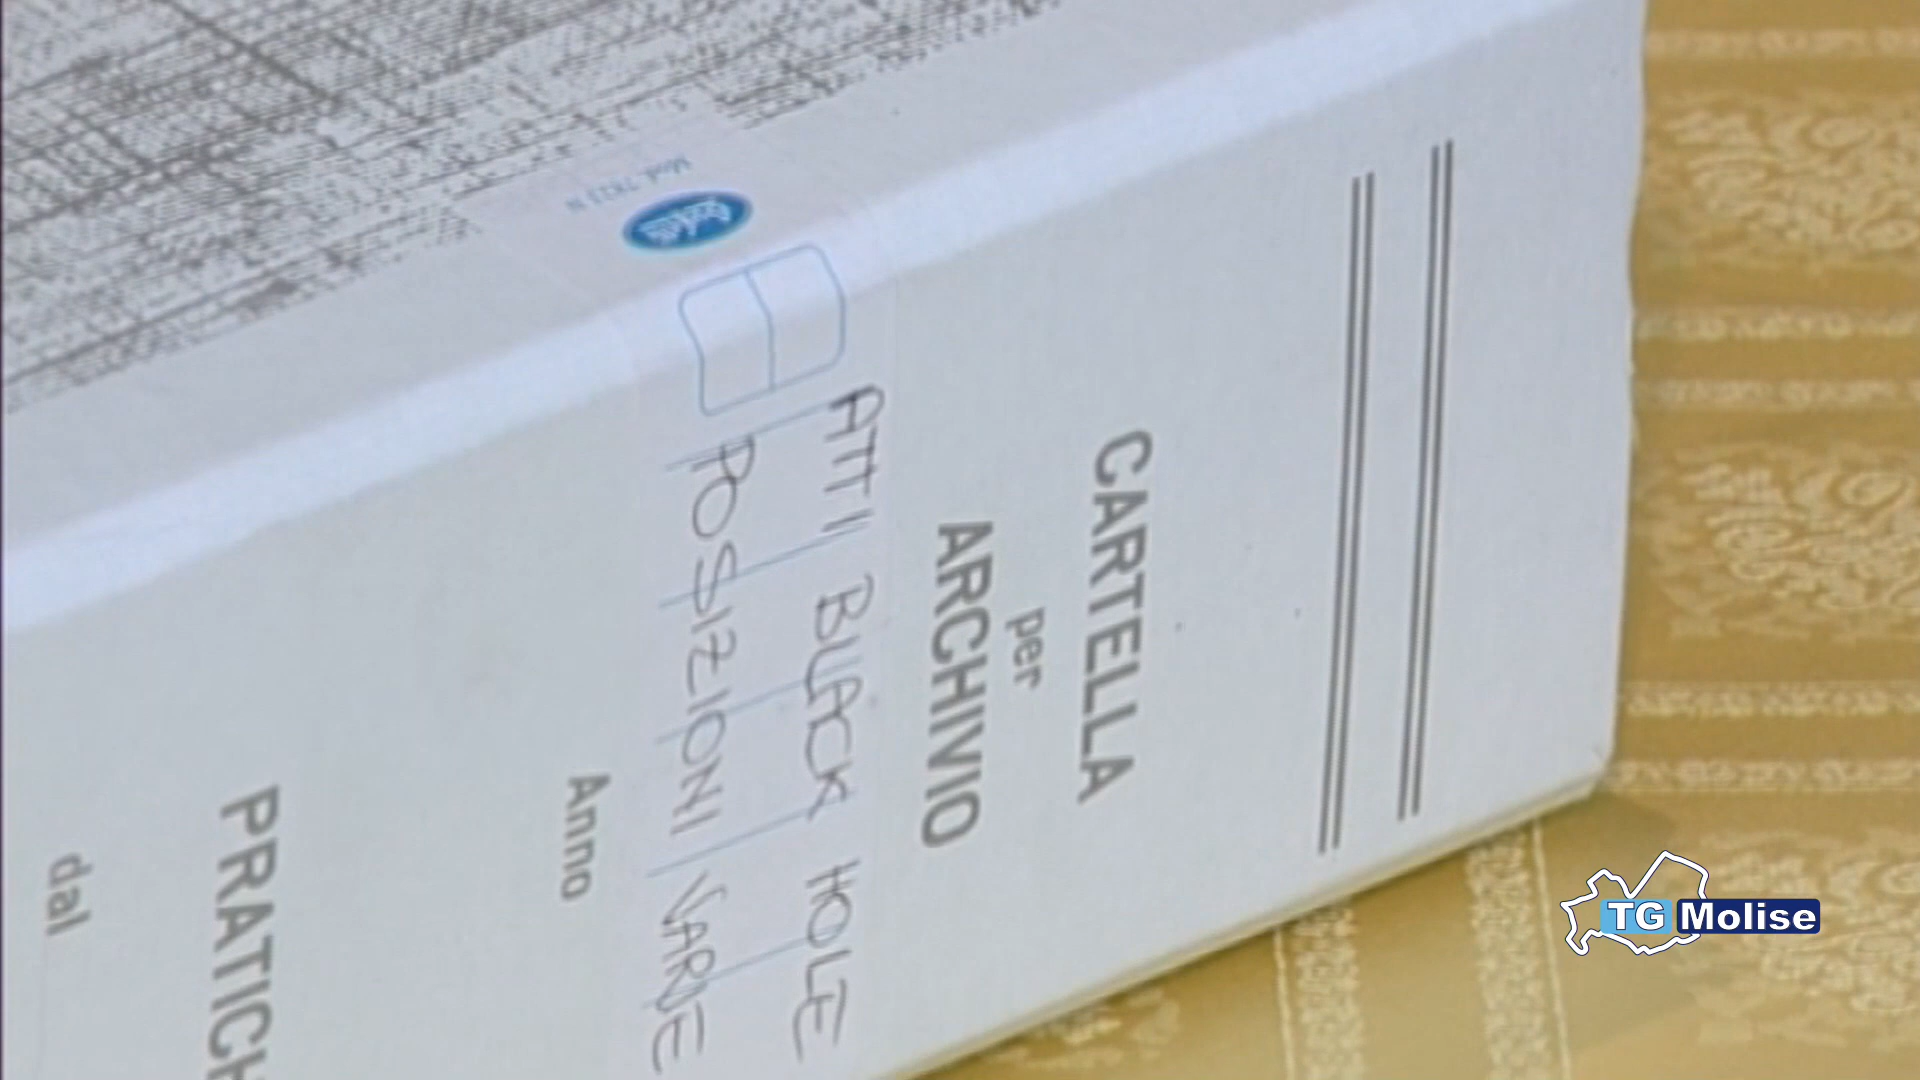 CARTELLA
per
ARCHIVIO
ATTI BLACK HOLE
POSIZIONI VARIE
Anno
PRATICH
dal
TG Molise